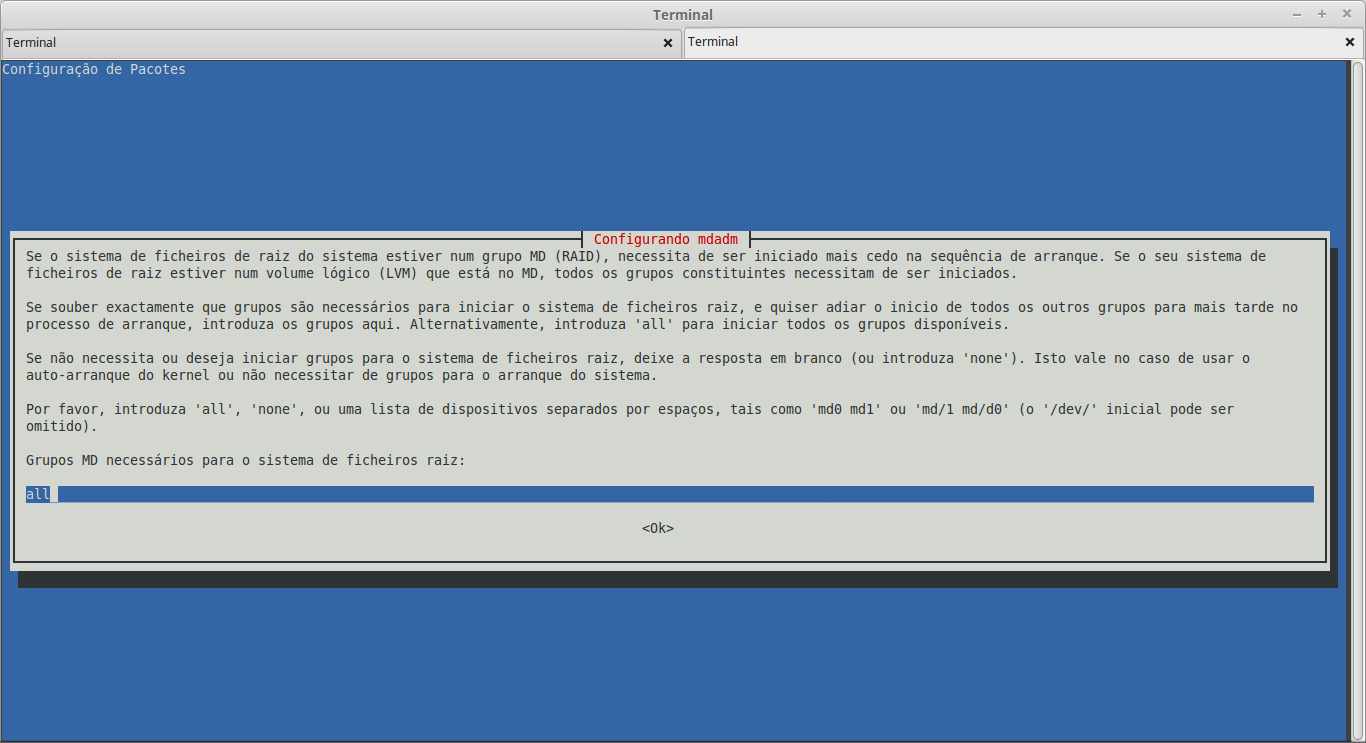 Terminal
Terminal
Terminal
Configuração de Pacotes
Configurando mdadm
Se o sistema de ficheiros de raiz do sistema estiver num grupo MD (RAID), necessita de ser iniciado mais cedo na sequência de arranque. Se o seu sistema de
ficheiros de raiz estiver num volume lógico (LVM) que está no MD, todos os grupos constituintes necessitam de ser iniciados.
Se souber exactamente que grupos são necessários para iniciar o sistema de ficheiros raiz, e quiser adiar o inicio de todos os outros grupos para mais tarde no
processo de arranque, introduza os grupos aqui. Alternativamente, introduza 'all' para iniciar todos os grupos disponíveis.
Se não necessita ou deseja iniciar grupos para o sistema de ficheiros raiz, deixe a resposta em branco (ou introduza 'none'). Isto vale no caso de usar o
auto-arranque do kernel ou não necessitar de grupos para o arranque do sistema.
Por favor, introduza 'all', 'none', ou uma lista de dispositivos separados por espaços, tais como 'md0 md1' ou 'md/1 md/d0' (o '/dev/' inicial pode ser
omitido).
Grupos MD necessários para o sistema de ficheiros raiz:
all
<Ok>